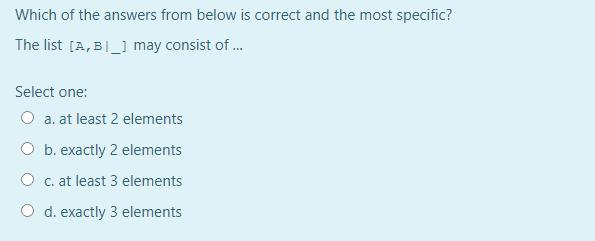 Which of the answers from below is correct and the most specific?
The list [A,B|_] may consist of ...
Select one:
a. at least 2 elements
b. exactly 2 elements
c. at least 3 elements
d. exactly 3 elements